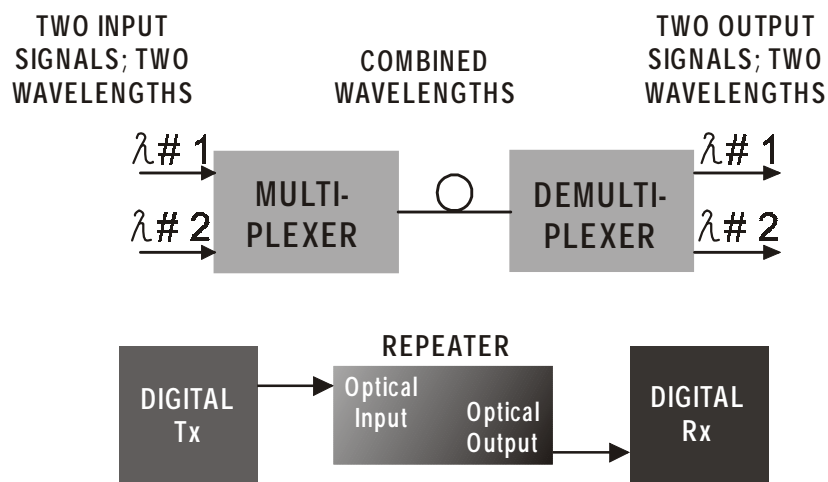 TWO INPUT
SIGNALS; TWO
WAVELENGTHS
COMBINED
WAVELENGTHS
TWO OUTPUT
SIGNALS; TWO
WAVELENGTHS
λ# 1
λ# 2
MULTI-
PLEXER
DEMULTI-
PLEXER
λ# 1
λ# 2
DIGITAL
Tx
REPEATER
Optical
Input
Optical
Output
DIGITAL
Rx